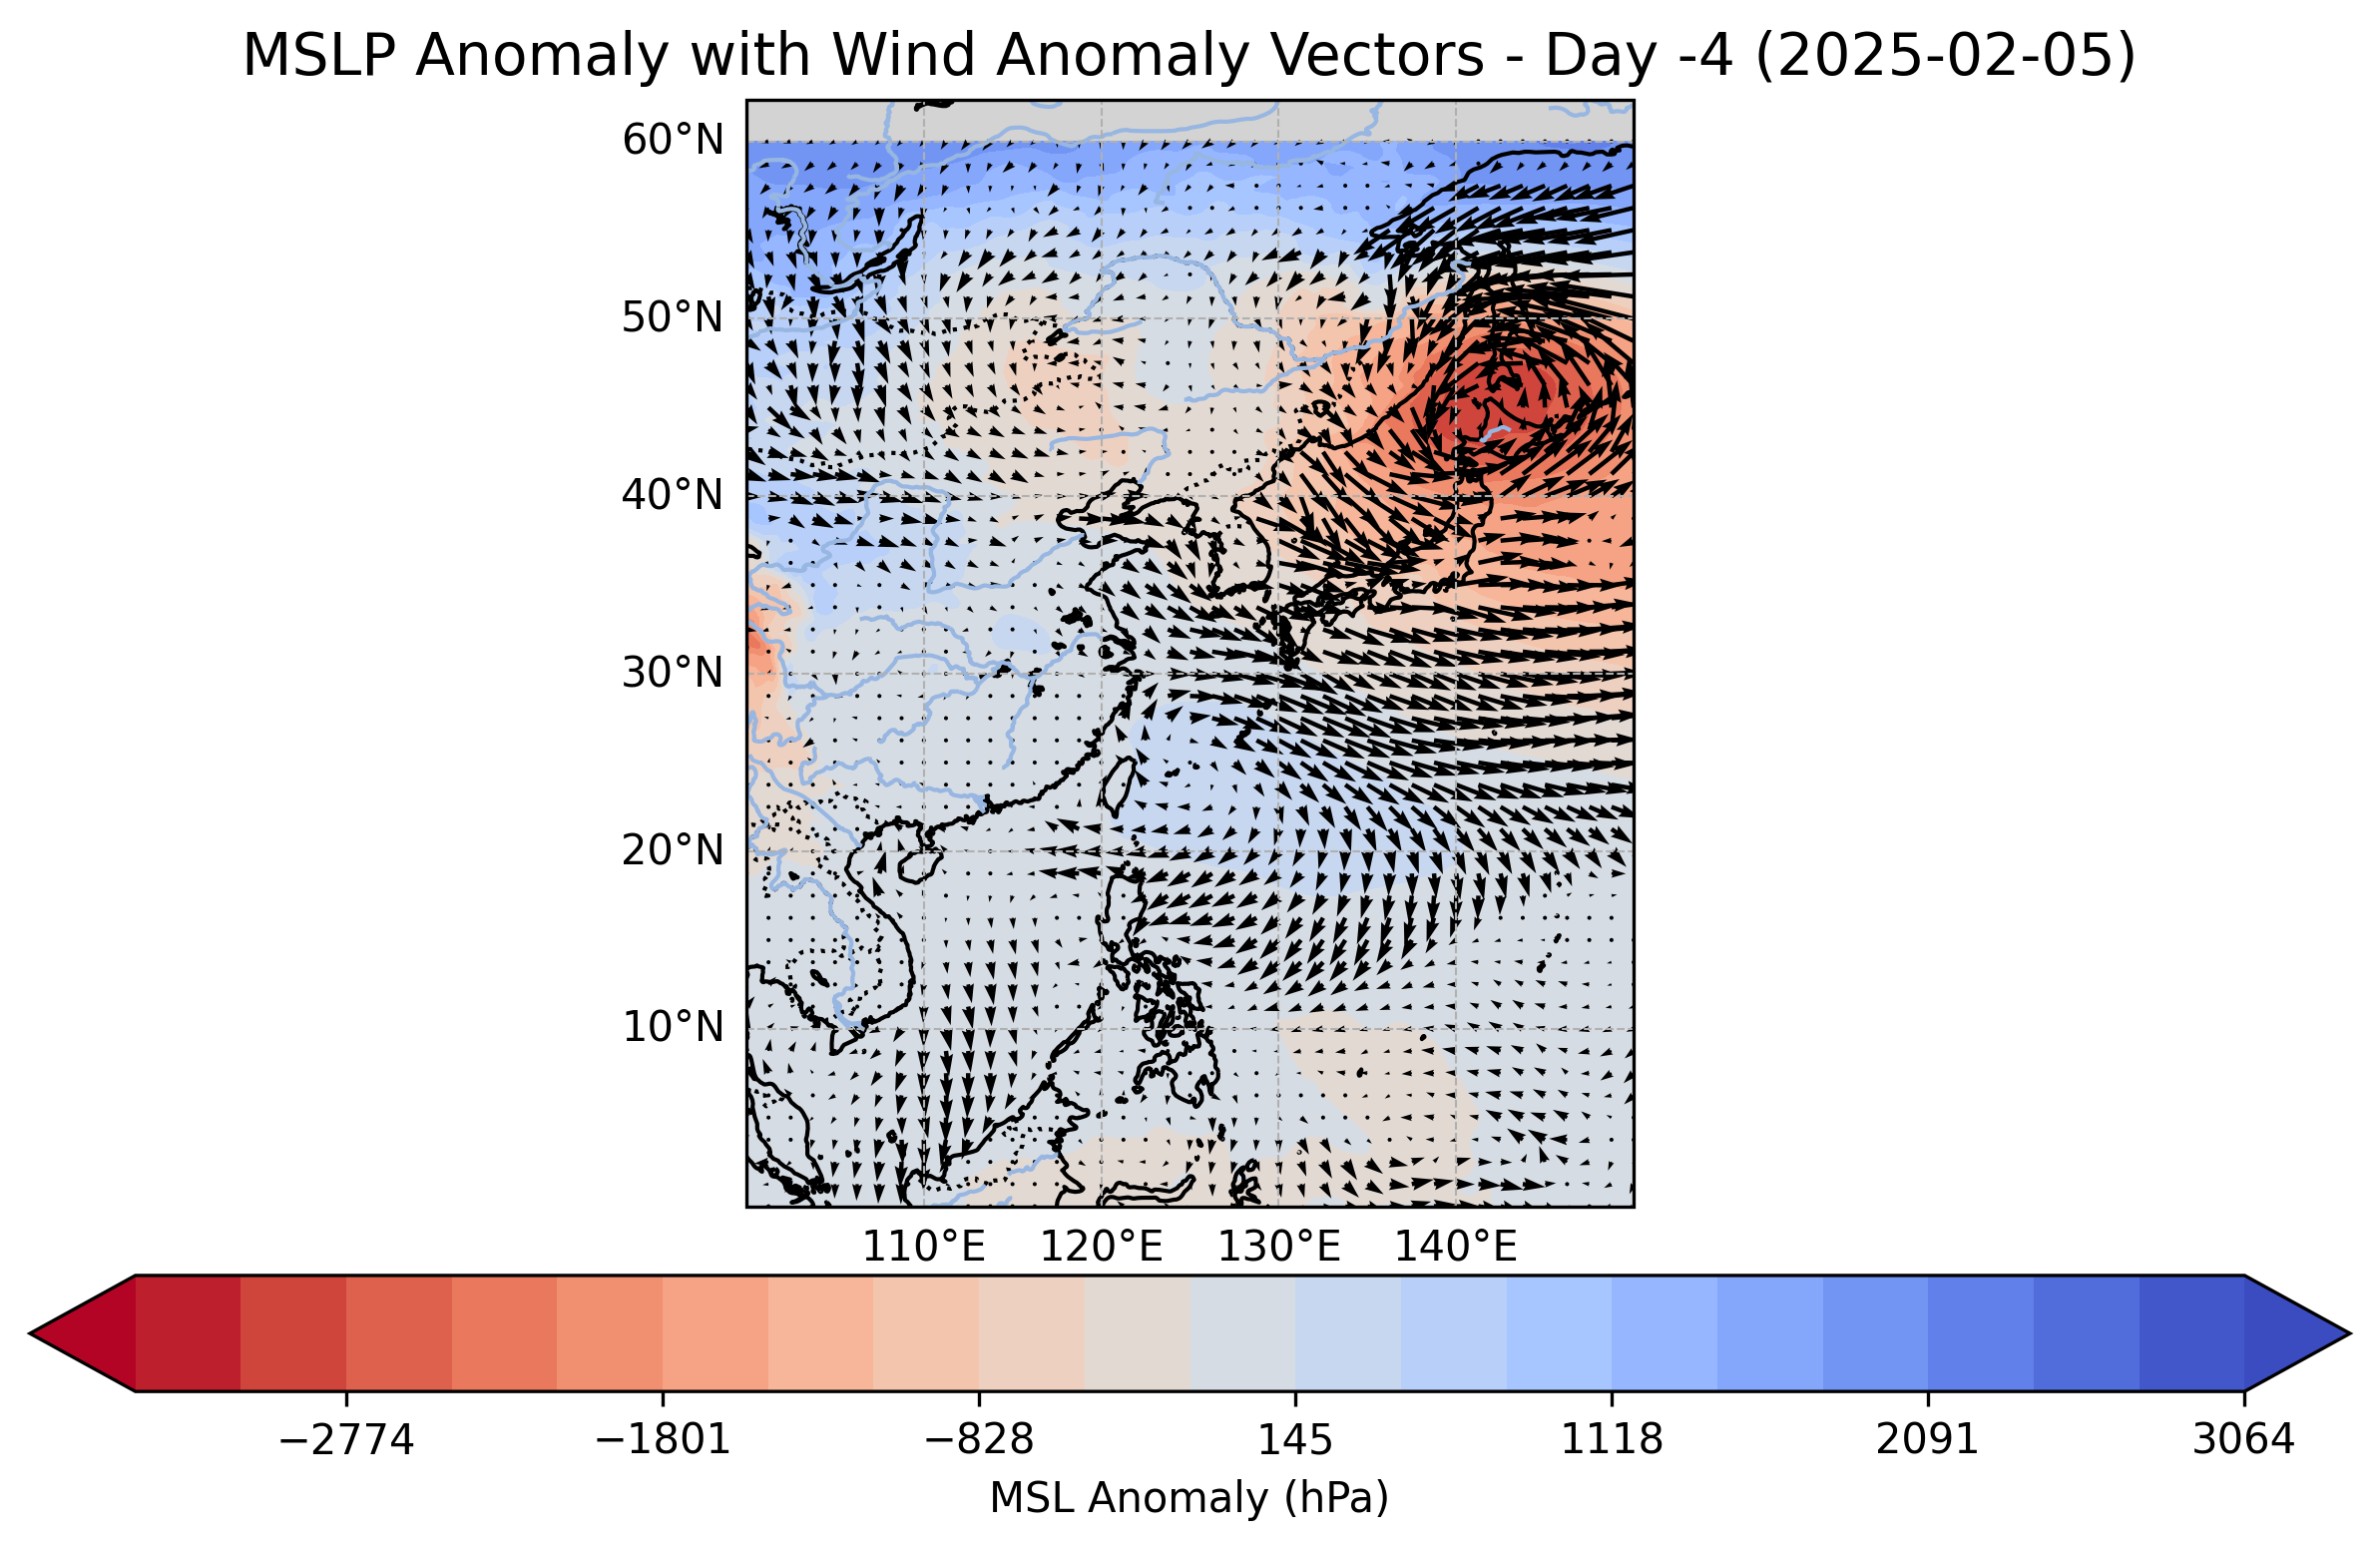 MSLP Anomaly with Wind Anomaly Vectors - Day -4 (2025-02-05)
60°N
50°N
40°N
30°N
20°N
10°N
110°E 120°E 130°E 140°E
−2774 −1801 −828 145 1118 2091 3064
MSL Anomaly (hPa)